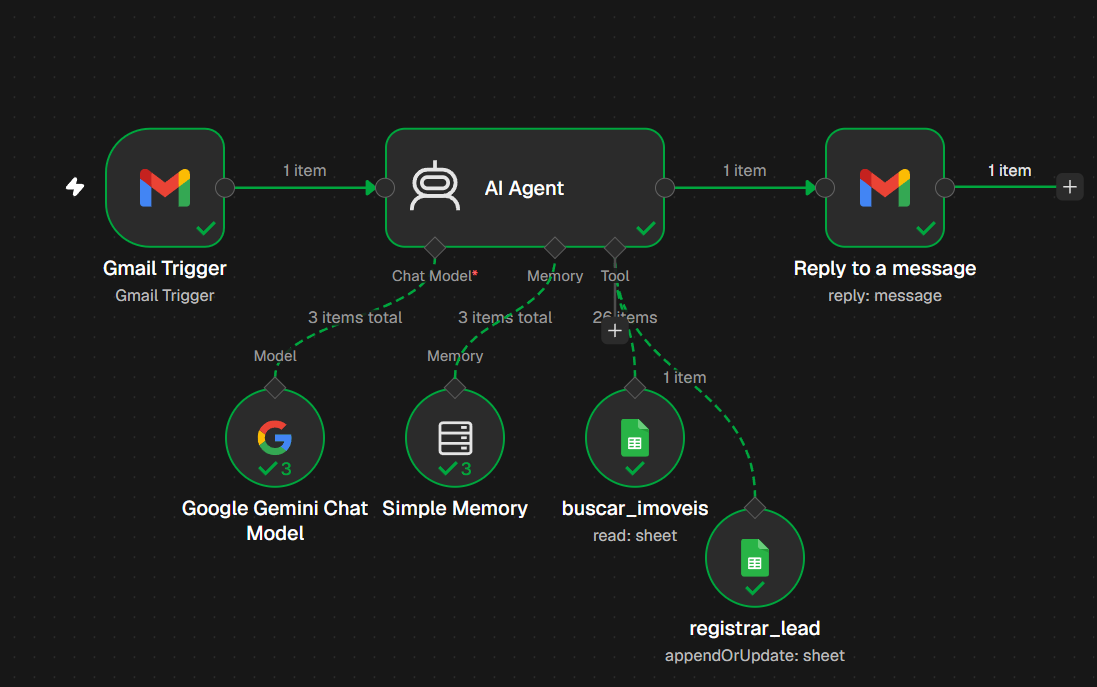 1 item
1 item
1 item
AI Agent
Gmail Trigger
Gmail Trigger
Reply to a message
reply: message
Chat Model*
Memory
Tool
3 items total
3 items total
26 items
Model
Memory
1 item
3
3
Google Gemini Chat
Model
Simple Memory
buscar_imoveis
read: sheet
registrar_lead
appendOrUpdate: sheet